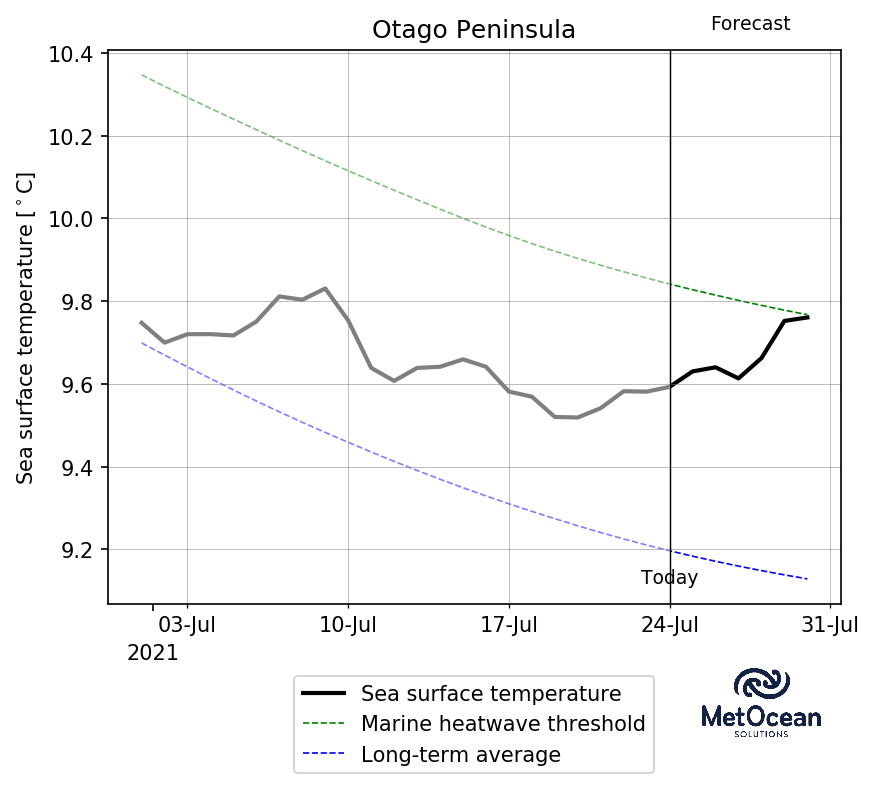 Otago Peninsula
Forecast
10.4
10.2
10.0
9.8
9.6
9.4
9.2
Sea surface temperature [°C]
Today
03-Jul
10-Jul
17-Jul
24-Jul
31-Jul
2021
Sea surface temperature
Marine heatwave threshold
Long-term average
MetOcean
SOLUTIONS